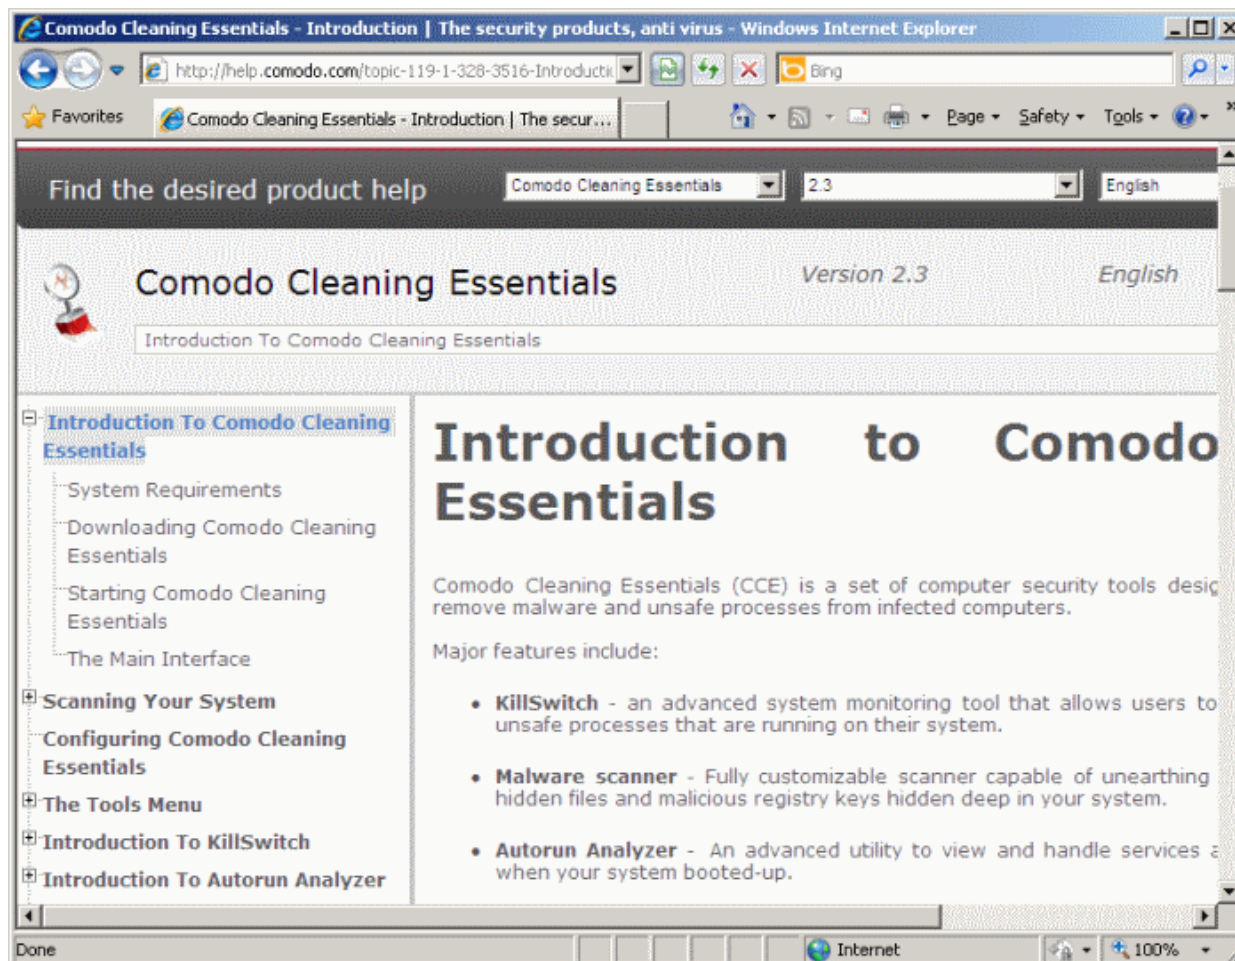 Comodo Cleaning Essentials - Introduction | The security products, anti virus - Windows Internet Explorer
http://help.comodo.com/topic-119-1-328-3516-Introducti
Bing
Favorites
Comodo Cleaning Essentials - Introduction | The secur...
Page
Safety
Tools
Find the desired product help
Comodo Cleaning Essentials
2.3
English
Comodo Cleaning Essentials
Version 2.3
English
Introduction To Comodo Cleaning Essentials
Introduction To Comodo Cleaning
Essentials
System Requirements
Downloading Comodo Cleaning
Essentials
Starting Comodo Cleaning
Essentials
The Main Interface
Scanning Your System
Configuring Comodo Cleaning
Essentials
The Tools Menu
Introduction To KillSwitch
Introduction To Autorun Analyzer
Introduction to Comodo
Essentials
Comodo Cleaning Essentials (CCE) is a set of computer security tools desig
remove malware and unsafe processes from infected computers.
Major features include:
• KillSwitch - an advanced system monitoring tool that allows users to
unsafe processes that are running on their system.
• Malware scanner - Fully customizable scanner capable of unearthing
hidden files and malicious registry keys hidden deep in your system.
• Autorun Analyzer - An advanced utility to view and handle services a
when your system booted-up.
Done
Internet
100%